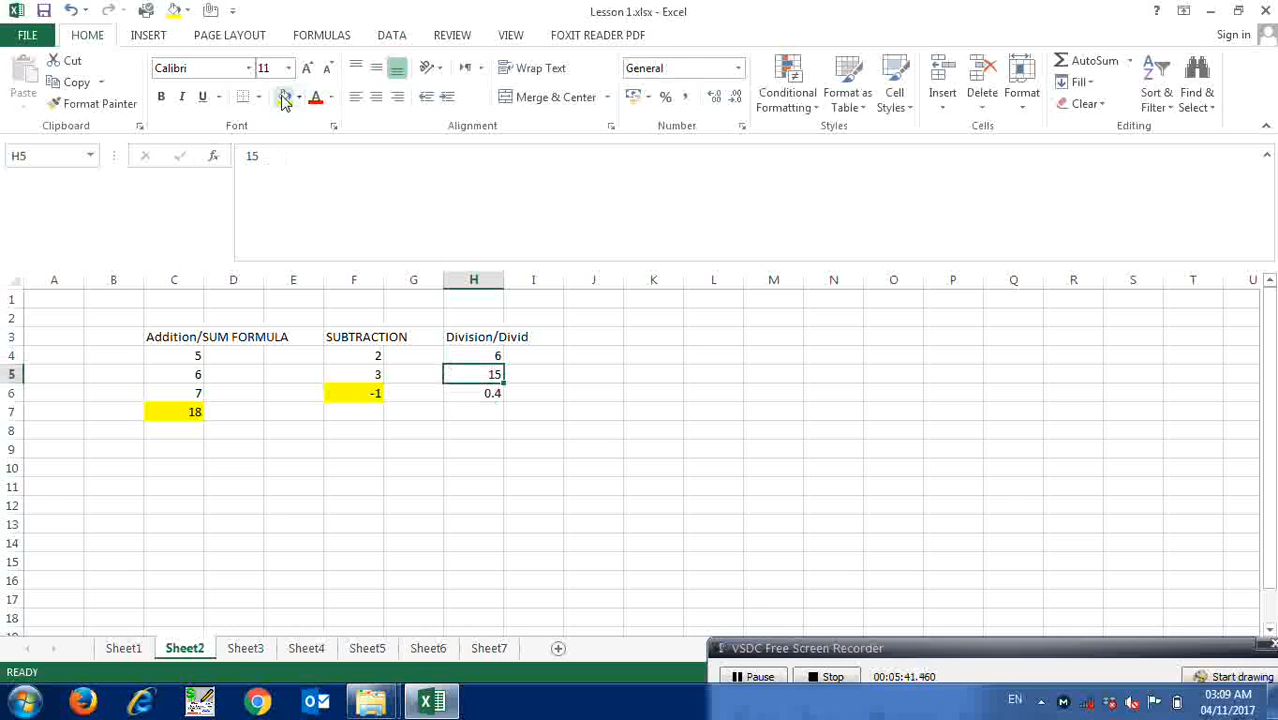 Lesson 1.xlsx - Excel
?
FILE HOME INSERT PAGE LAYOUT FORMULAS DATA REVIEW VIEW FOXIT READER PDF Sign in
Paste
Cut
Copy
Format Painter
Clipboard
Calibri 11
B I U A
Font
Wrap Text
Merge & Center
Alignment
General
% , .0 .00
Number
Conditional Formatting
Format as Table
Cell Styles
Styles
Insert Delete Format
Cells
AutoSum
Fill
Clear
Sort & Filter
Find & Select
Editing
H5 fx 15
A B C D E F G H I J K L M N O P Q R S T U
1
2
3 Addition/SUM FORMULA SUBTRACTION Division/Divid
4 5 2 6
5 6 3 15
6 7 -1 0.4
7 18
8
9
10
11
12
13
14
15
16
17
18
Sheet1 Sheet2 Sheet3 Sheet4 Sheet5 Sheet6 Sheet7
READY
VSDC Free Screen Recorder
Pause Stop 00:05:41.460 Start drawing
EN
03:09 AM
04/11/2017